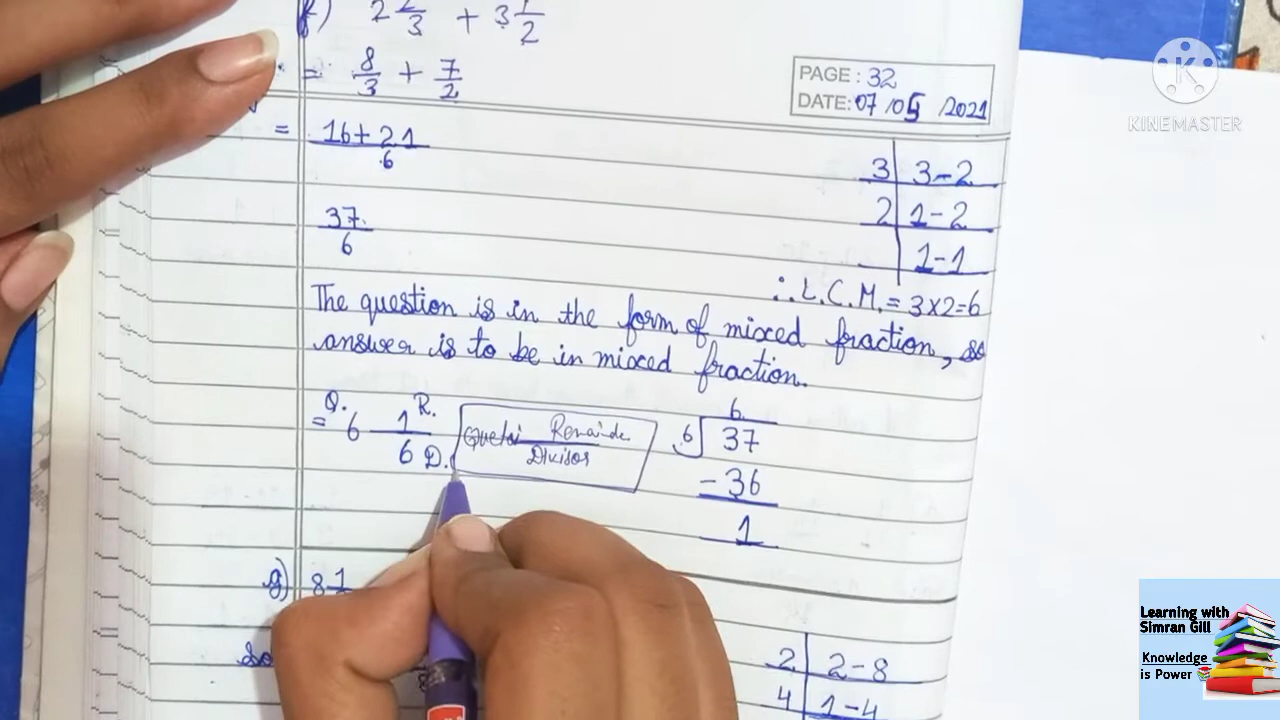 f) 2 2/3 + 3 1/2
= 8/3 + 7/2
PAGE: 32
DATE: 07/05/2021
KINEMASTER
= 16+21/6
3 | 3-2
2 | 1-2
1-1
37/6
∴ L.C.M. = 3×2=6
The question is in the form of mixed fraction, so
answer is to be in mixed fraction.
Q. R.
= 6 1/6 D.
Remainde
Divisor
6
6 37
- 36
1
g) 8 1
2 | 2-8
4 | 1-4
Learning with
Simran Gill
Knowledge
is Power